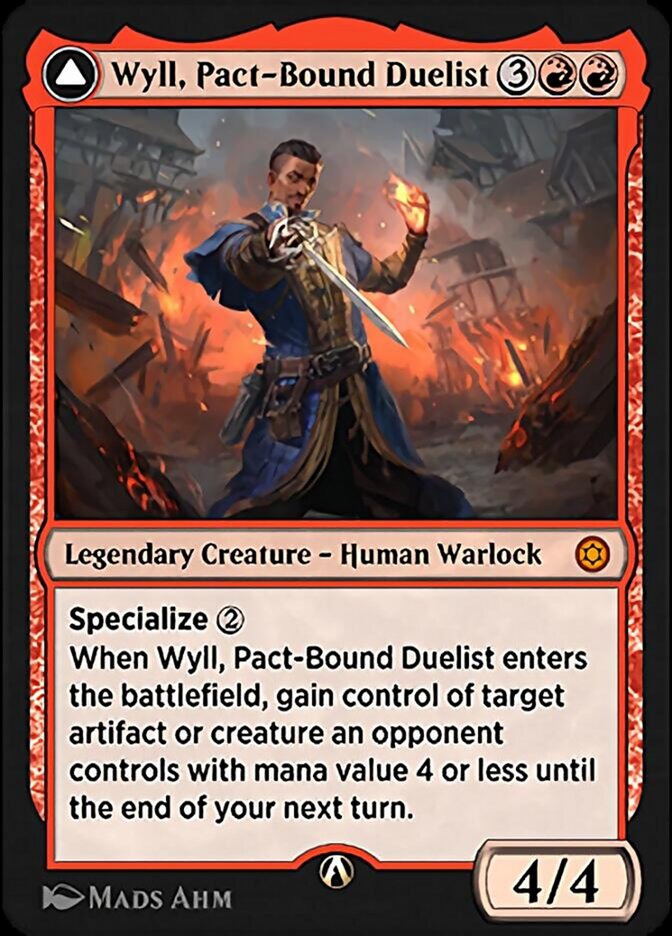 Wyll, Pact-Bound Duelist 3
Legendary Creature – Human Warlock
Specialize 2
When Wyll, Pact-Bound Duelist enters
the battlefield, gain control of target
artifact or creature an opponent
controls with mana value 4 or less until
the end of your next turn.
4/4
Mads Ahm